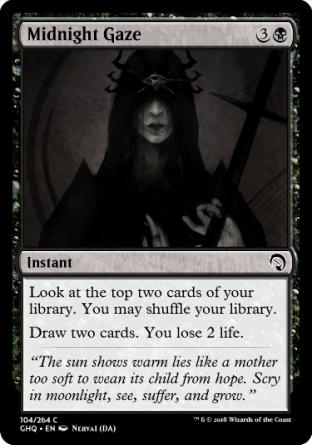 Midnight Gaze 3
Instant
Look at the top two cards of your
library. You may shuffle your library.
Draw two cards. You lose 2 life.
“The sun shows warm lies like a mother
too soft to wean its child from hope. Scry
in moonlight, see, suffer, and grow.”
104/264 C
GHQ • EN NERVAI (DA)
™ & © 2018 Wizards of the Coast